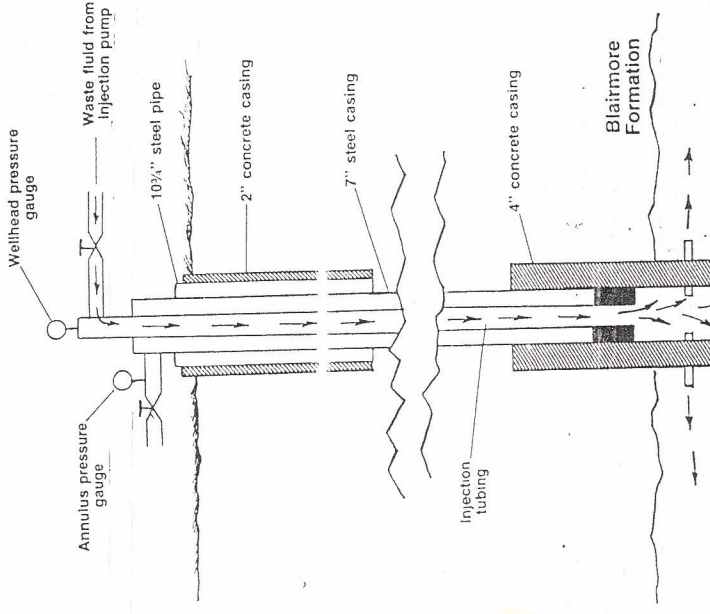 Wellhead pressure
gauge
Waste fluid from
Injection pump
Annulus pressure
gauge
10¾" steel pipe
2" concrete casing
7" steel casing
Injection
tubing
4" concrete casing
Blairmore
Formation